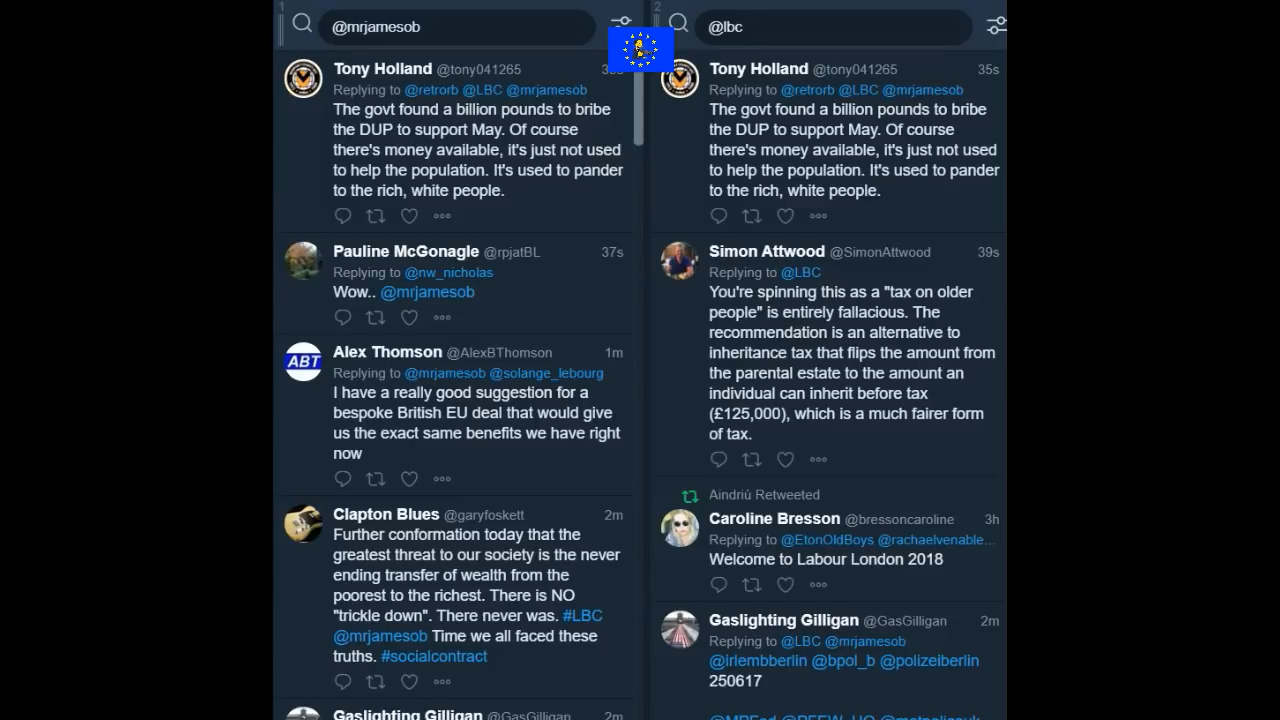 1
@mrjamesob
Tony Holland @tony041265
Replying to @retrorb @LBC @mrjamesob
The govt found a billion pounds to bribe
the DUP to support May. Of course
there's money available, it's just not used
to help the population. It's used to pander
to the rich, white people.
Pauline McGonagle @rpjatBL 37s
Replying to @nw_nicholas
Wow.. @mrjamesob
ABT
Alex Thomson @AlexBThomson 1m
Replying to @mrjamesob @solange_lebourg
I have a really good suggestion for a
bespoke British EU deal that would give
us the exact same benefits we have right
now
Clapton Blues @garyfoskett 2m
Further conformation today that the
greatest threat to our society is the never
ending transfer of wealth from the
poorest to the richest. There is NO
"trickle down". There never was. #LBC
@mrjamesob Time we all faced these
truths. #socialcontract
Gaslighting Gilligan @GasGilligan 2m
2
@lbc
Tony Holland @tony041265 35s
Replying to @retrorb @LBC @mrjamesob
The govt found a billion pounds to bribe
the DUP to support May. Of course
there's money available, it's just not used
to help the population. It's used to pander
to the rich, white people.
Simon Attwood @SimonAttwood 39s
Replying to @LBC
You're spinning this as a "tax on older
people" is entirely fallacious. The
recommendation is an alternative to
inheritance tax that flips the amount from
the parental estate to the amount an
individual can inherit before tax
(£125,000), which is a much fairer form
of tax.
Aindriú Retweeted
Caroline Bresson @bressoncaroline 3h
Replying to @EtonOldBoys @rachaelvenable...
Welcome to Labour London 2018
Gaslighting Gilligan @GasGilligan 2m
Replying to @LBC @mrjamesob
@irlembberlin @bpol_b @polizeiberlin
250617